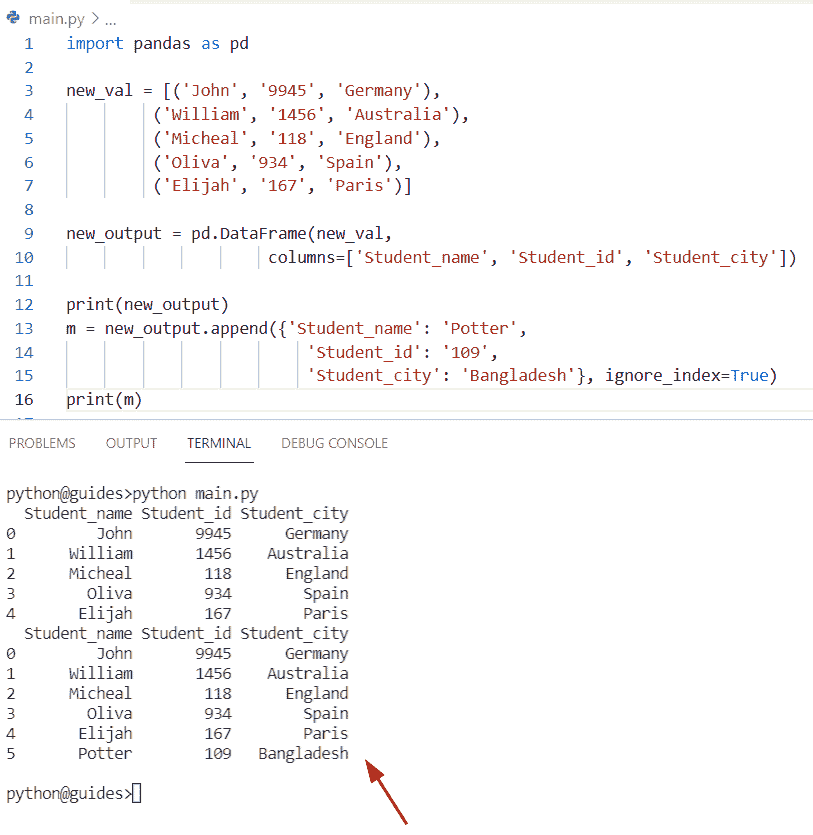 main.py > ...
1 import pandas as pd
2
3 new_val = [('John', '9945', 'Germany'),
4 ('William', '1456', 'Australia'),
5 ('Micheal', '118', 'England'),
6 ('Oliva', '934', 'Spain'),
7 ('Elijah', '167', 'Paris')]
8
9 new_output = pd.DataFrame(new_val,
10 columns=['Student_name', 'Student_id', 'Student_city'])
11
12 print(new_output)
13 m = new_output.append({'Student_name': 'Potter',
14 'Student_id': '109',
15 'Student_city': 'Bangladesh'}, ignore_index=True)
16 print(m)
PROBLEMS OUTPUT TERMINAL DEBUG CONSOLE
python@guides>python main.py
Student_name Student_id Student_city
0 John 9945 Germany
1 William 1456 Australia
2 Micheal 118 England
3 Oliva 934 Spain
4 Elijah 167 Paris
Student_name Student_id Student_city
0 John 9945 Germany
1 William 1456 Australia
2 Micheal 118 England
3 Oliva 934 Spain
4 Elijah 167 Paris
5 Potter 109 Bangladesh
python@guides>